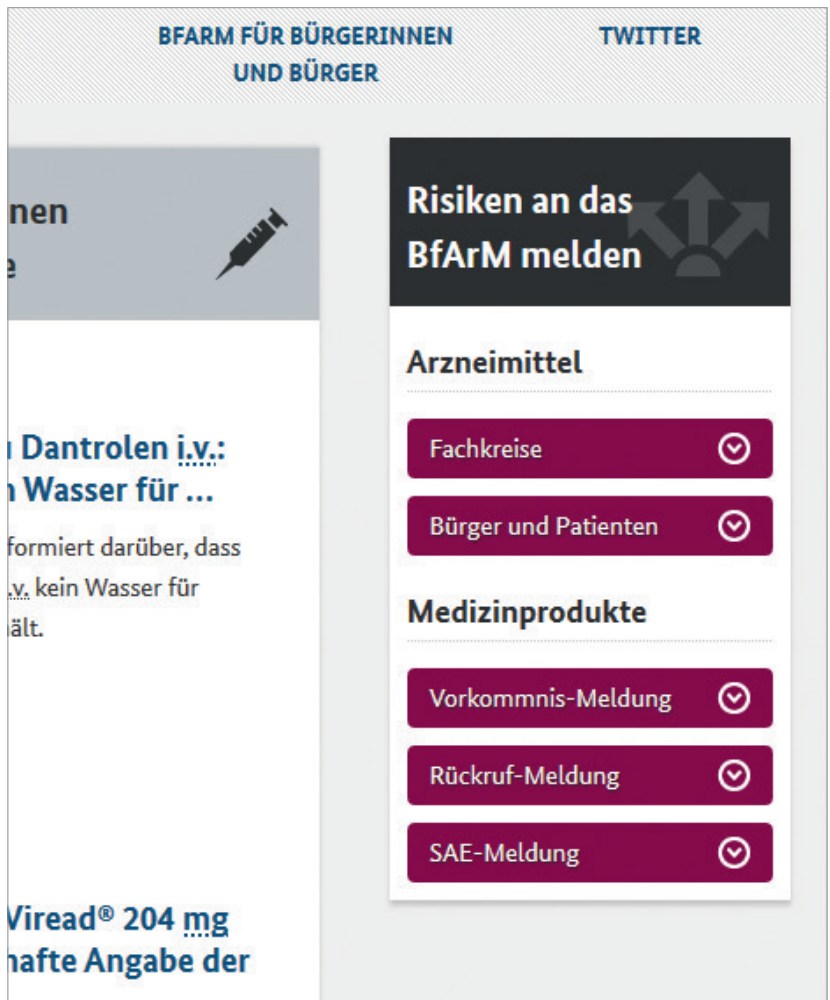 BFARM FÜR BÜRGERINNEN
UND BÜRGER
TWITTER
nen
e
Dantrolen i.v.:
Wasser für ...
formiert darüber, dass
.v. kein Wasser für
ält.
Viread® 204 mg
hafte Angabe der
Risiken an das
BfArM melden
Arzneimittel
Fachkreise
Bürger und Patienten
Medizinprodukte
Vorkommnis-Meldung
Rückruf-Meldung
SAE-Meldung